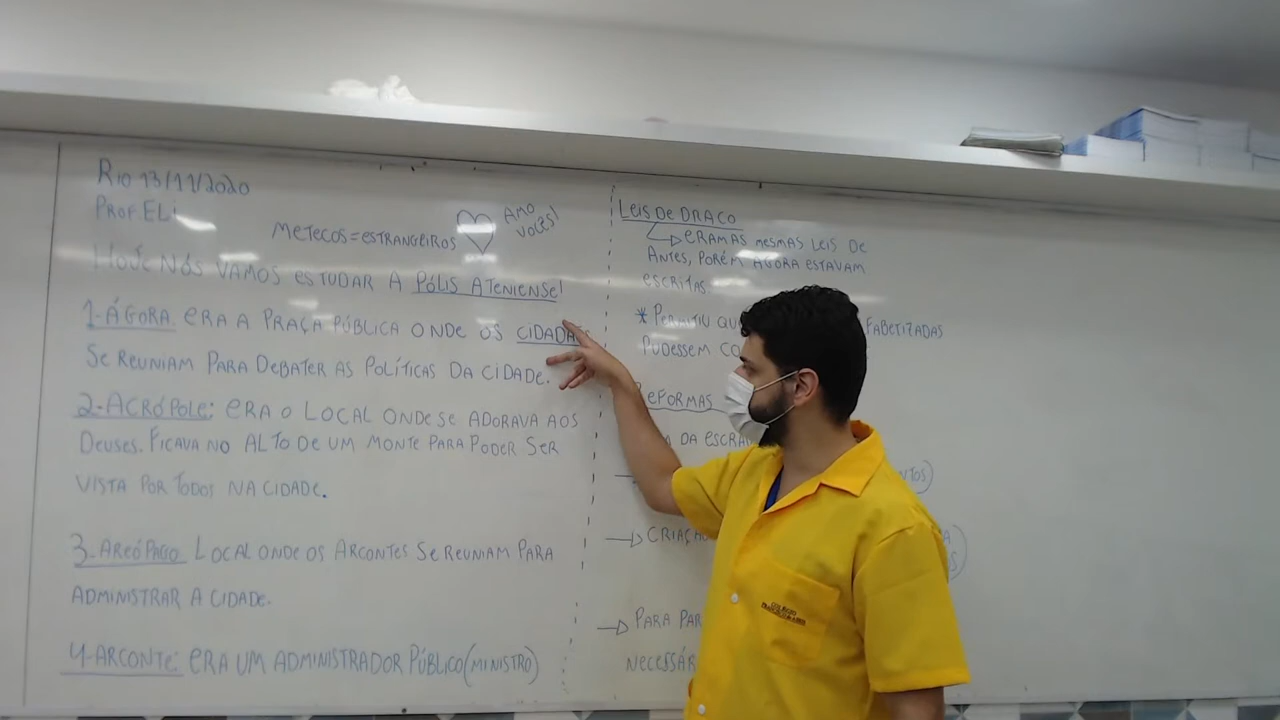 Rio 13/11/2020
Prof. Eli
METECOS = ESTRANGEIROS
AMO
VOCÊS!
HOJE NÓS VAMOS ESTUDAR A PÓLIS ATENIENSE!
1-ÁGORA ERA A PRAÇA PÚBLICA ONDE OS CIDADÃ
SE REUNIAM PARA DEBATER AS POLÍTICAS DA CIDADE.
2-ACRÓPOLE: ERA O LOCAL ONDE SE ADORAVA AOS
DEUSES. FICAVA NO ALTO DE UM MONTE PARA PODER SER
VISTA POR TODOS NA CIDADE.
3-AREÓPAGO LOCAL ONDE OS ARCONTES SE REUNIAM PARA
ADMINISTRAR A CIDADE.
4-ARCONTE: ERA UM ADMINISTRADOR PÚBLICO (MINISTRO)
LEIS DE DRACO
ERAM AS MESMAS LEIS DE
ANTES, PORÉM AGORA ESTAVAM
ESCRITAS.
* PERMITIU QU FABETIZADAS
PUDESSEM CO
REFORMAS
DA ESCRA
NTOS)
CRIAÇÃO
PARA PAR
NECESSÁR
COLÉGIO